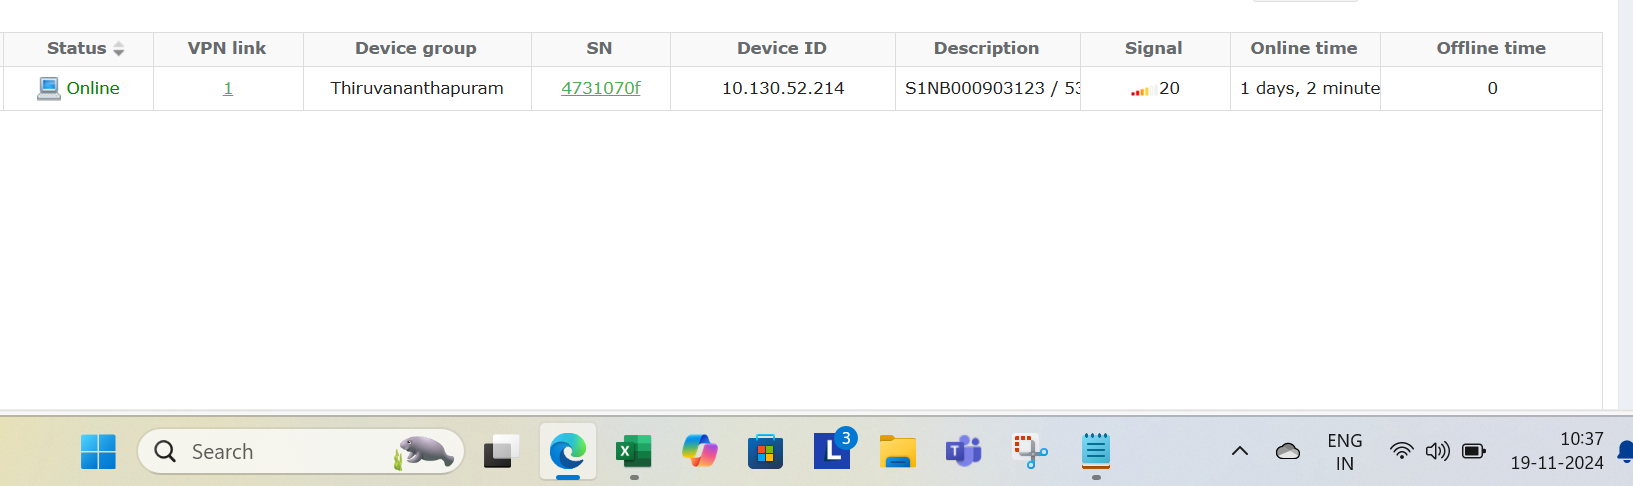 Status VPN link Device group SN Device ID Description Signal Online time Offline time
Online 1 Thiruvananthapuram 4731070f 10.130.52.214 S1NB000903123 / 53 20 1 days, 2 minute 0
Search L 3 ENG 10:37
IN 19-11-2024